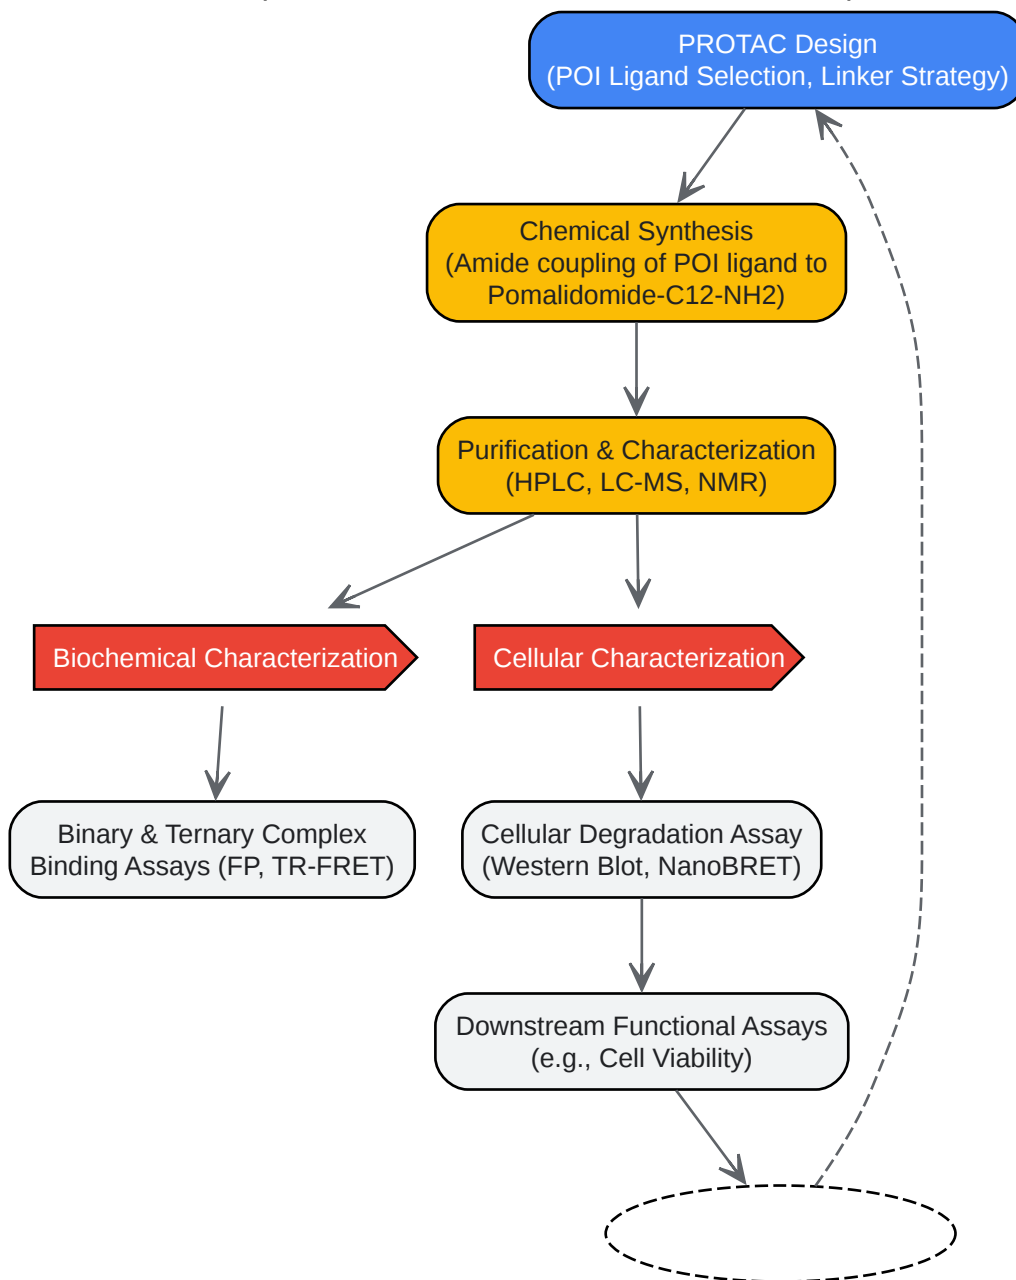 PROTAC Design
(POI Ligand Selection, Linker Strategy)
Chemical Synthesis
(Amide coupling of POI ligand to
Pomalidomide-C12-NH2)
Purification & Characterization
(HPLC, LC-MS, NMR)
Biochemical Characterization
Cellular Characterization
Binary & Ternary Complex
Binding Assays (FP, TR-FRET)
Cellular Degradation Assay
(Western Blot, NanoBRET)
Downstream Functional Assays
(e.g., Cell Viability)